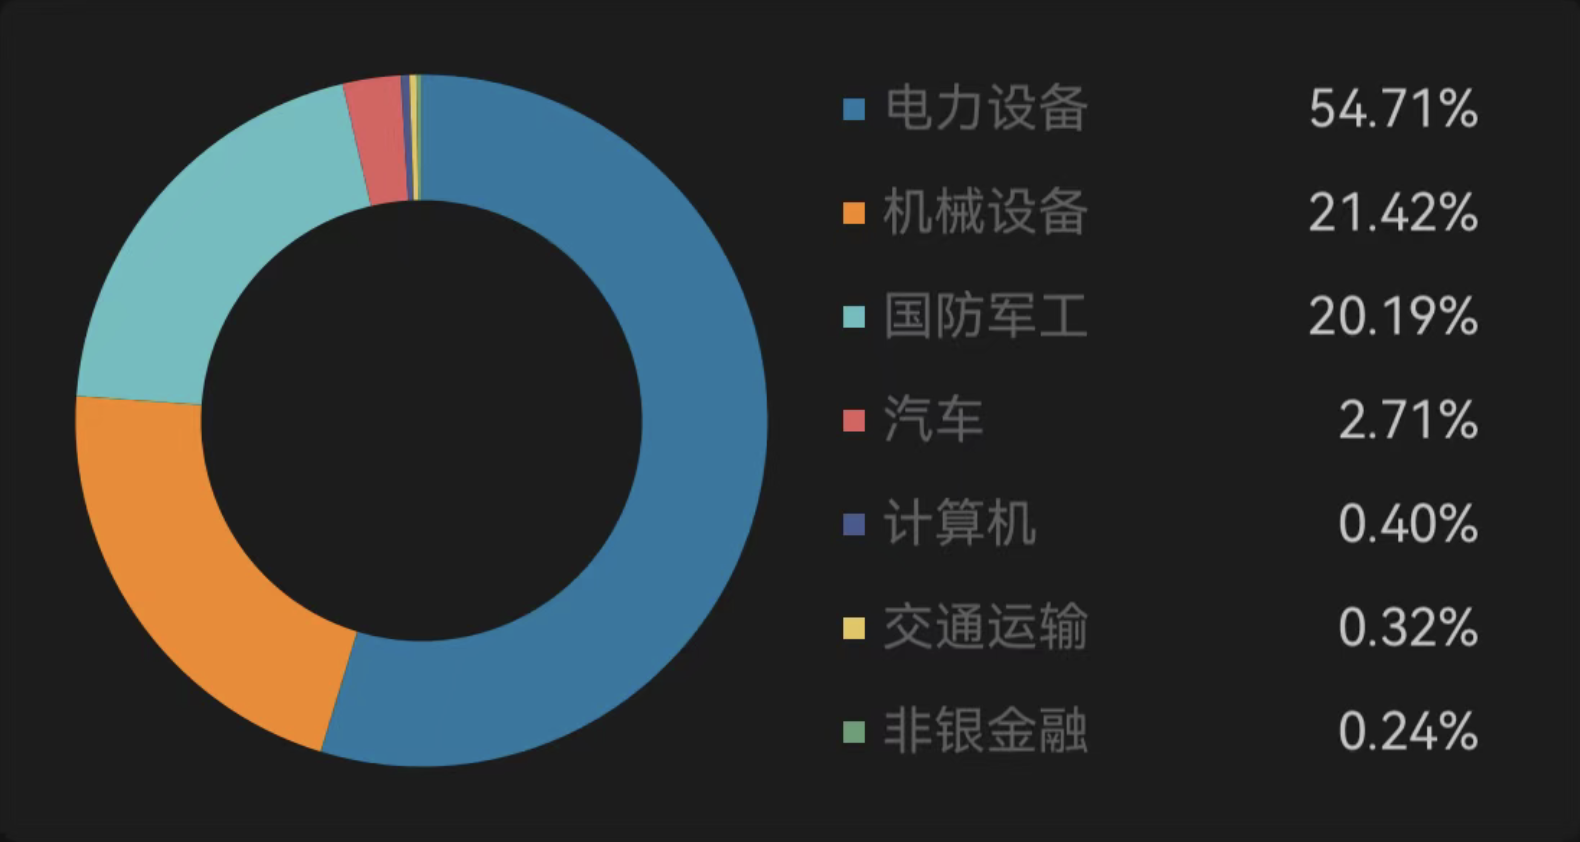 电力设备 54.71%
机械设备 21.42%
国防军工 20.19%
汽车 2.71%
计算机 0.40%
交通运输 0.32%
非银金融 0.24%